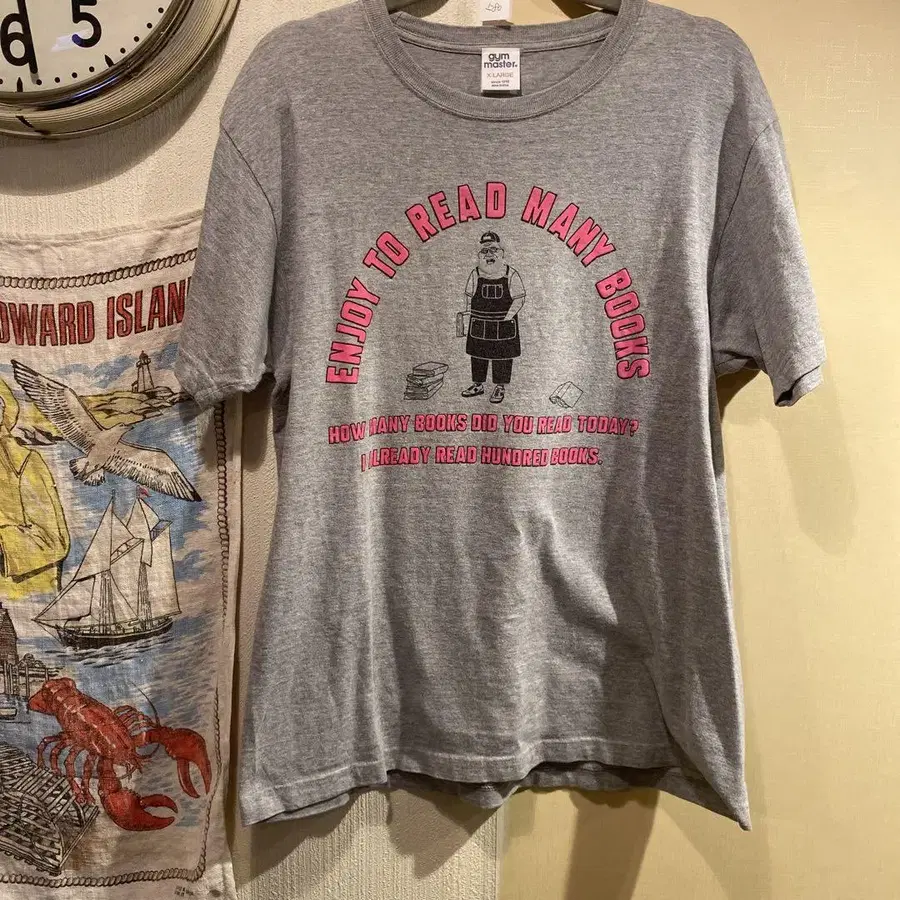 6 5
gym
master.
X-LARGE
ENJOY TO READ MANY BOOKS
HOW MANY BOOKS DID YOU READ TODAY?
I ALREADY READ HUNDRED BOOKS.
DWARD ISLAN